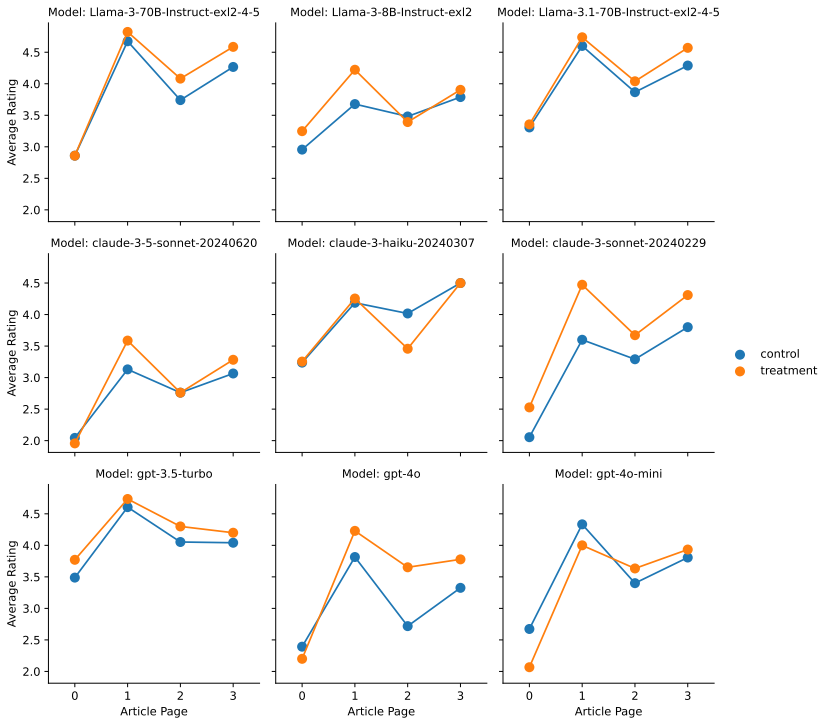 Model: Llama-3-70B-Instruct-exl2-4-5
Model: Llama-3-8B-Instruct-exl2
Model: Llama-3.1-70B-Instruct-exl2-4-5
Average Rating
4.5
4.0
3.5
3.0
2.5
2.0
Model: claude-3-5-sonnet-20240620
Model: claude-3-haiku-20240307
Model: claude-3-sonnet-20240229
Average Rating
4.5
4.0
3.5
3.0
2.5
2.0
control
treatment
Model: gpt-3.5-turbo
Model: gpt-4o
Model: gpt-4o-mini
Average Rating
4.5
4.0
3.5
3.0
2.5
2.0
0 1 2 3
0 1 2 3
0 1 2 3
Article Page
Article Page
Article Page